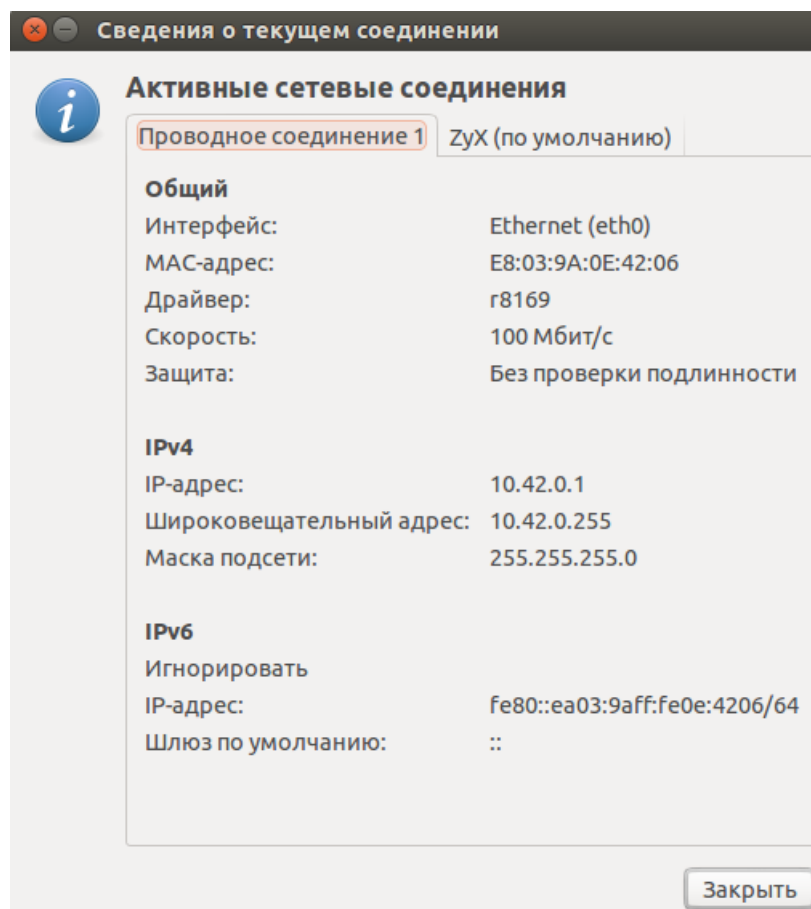 Сведения о текущем соединении
Активные сетевые соединения
Проводное соединение 1 ZyX (по умолчанию)
Общий
Интерфейс: Ethernet (eth0)
MAC-адрес: E8:03:9A:0E:42:06
Драйвер: r8169
Скорость: 100 Мбит/с
Защита: Без проверки подлинности
IPv4
IP-адрес: 10.42.0.1
Широковещательный адрес: 10.42.0.255
Маска подсети: 255.255.255.0
IPv6
Игнорировать
IP-адрес: fe80::ea03:9aff:fe0e:4206/64
Шлюз по умолчанию: ::
Закрыть